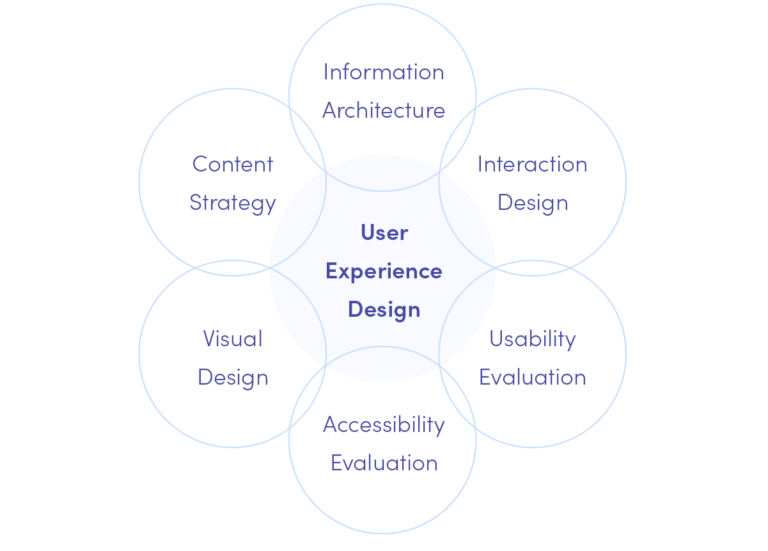 Information
Architecture
Content
Strategy
Interaction
Design
User
Experience
Design
Visual
Design
Usability
Evaluation
Accessibility
Evaluation